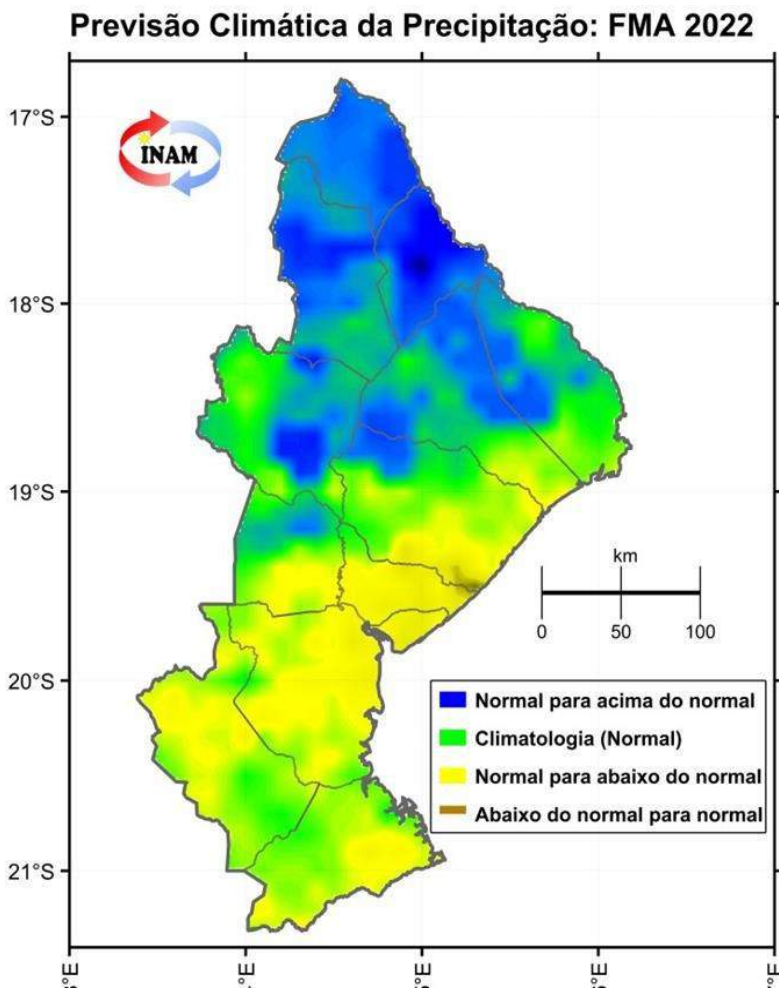 Previsão Climática da Precipitação: FMA 2022
17°S
INAM
18°S
19°S
km
0 50 100
20°S
Normal para acima do normal
Climatologia (Normal)
Normal para abaixo do normal
Abaixo do normal para normal
21°S